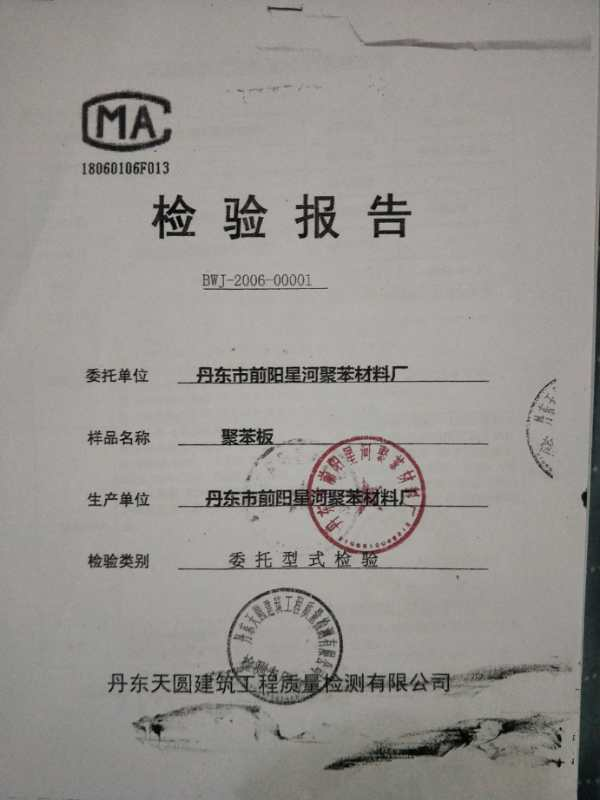 CMA
18060106F013
检验报告
BWJ-2006-00001
委托单位 丹东市前阳星河聚苯材料厂
样品名称 聚苯板
生产单位 丹东市前阳星河聚苯材料厂
检验类别 委托型式检验
丹东天圆建筑工程质量检测有限公司